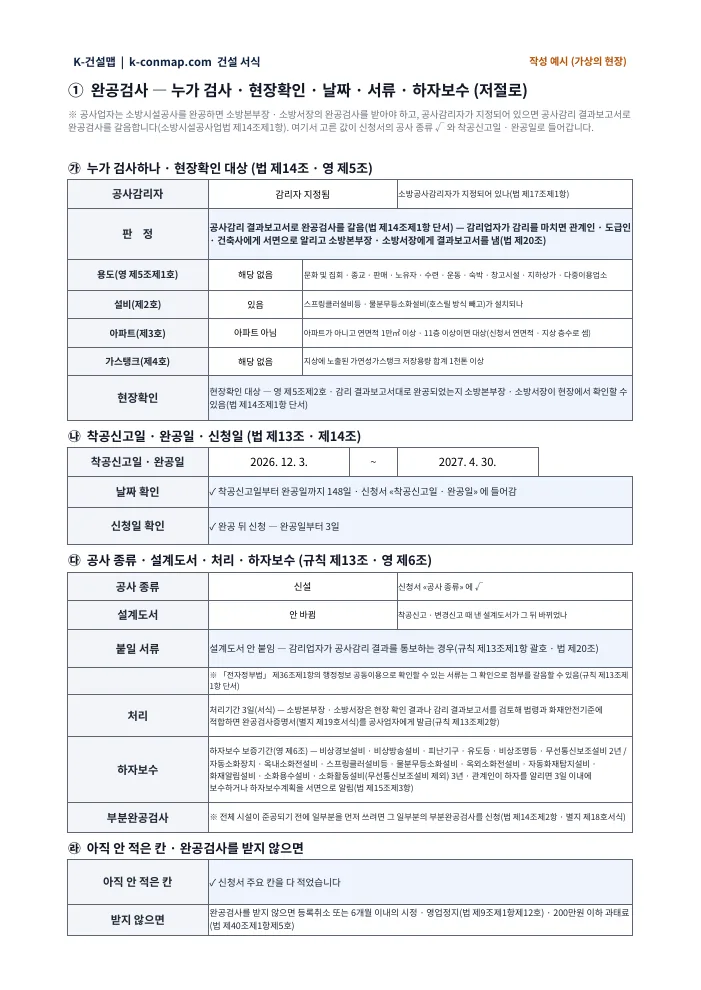 K-건설맵 | k-conmap.com 건설 서식
작성 예시 (가상의 현장)
① 완공검사 — 누가 검사 · 현장확인 · 날짜 · 서류 · 하자보수 (저절로)
※ 공사업자는 소방시설공사를 완공하면 소방본부장 · 소방서장의 완공검사를 받아야 하고, 공사감리자가 지정되어 있으면 공사감리 결과보고서로
완공검사를 갈음합니다(소방시설공사업법 제14조제1항). 여기서 고른 값이 신청서의 공사 종류 √ 와 착공신고일 · 완공일로 들어갑니다.
㉮ 누가 검사하나 · 현장확인 대상 (법 제14조 · 영 제5조)
공사감리자 감리자 지정됨 소방공사감리자가 지정되어 있나(법 제17조제1항)
판 정 공사감리 결과보고서로 완공검사를 갈음(법 제14조제1항 단서) — 감리업자가 감리를 마치면 관계인 · 도급인
· 건축사에게 서면으로 알리고 소방본부장 · 소방서장에게 결과보고서를 냄(법 제20조)
용도(영 제5조제1호) 해당 없음 문화 및 집회 · 종교 · 판매 · 노유자 · 수련 · 운동 · 숙박 · 창고시설 · 지하상가 · 다중이용업소
설비(제2호) 있음 스프링클러설비등 · 물분무등소화설비(호스릴 방식 빼고)가 설치되나
아파트(제3호) 아파트 아님 아파트가 아니고 연면적 1만㎡ 이상 · 11층 이상이면 대상(신청서 연면적 · 지상 층수로 셈)
가스탱크(제4호) 해당 없음 지상에 노출된 가연성가스탱크 저장용량 합계 1천톤 이상
현장확인 현장확인 대상 — 영 제5조제2호 · 감리 결과보고서대로 완공되었는지 소방본부장 · 소방서장이 현장에서 확인할 수
있음(법 제14조제1항 단서)
㉯ 착공신고일 · 완공일 · 신청일 (법 제13조 · 제14조)
착공신고일 · 완공일 2026. 12. 3. ~ 2027. 4. 30.
날짜 확인 ✓ 착공신고일부터 완공일까지 148일 · 신청서 «착공신고일 · 완공일» 에 들어감
신청일 확인 ✓ 완공 뒤 신청 — 완공일부터 3일
㉰ 공사 종류 · 설계도서 · 처리 · 하자보수 (규칙 제13조 · 영 제6조)
공사 종류 신설 신청서 «공사 종류» 에 √
설계도서 안 바뀜 착공신고 · 변경신고 때 낸 설계도서가 그 뒤 바뀌었나
붙일 서류 설계도서 안 붙임 — 감리업자가 공사감리 결과를 통보하는 경우(규칙 제13조제1항 괄호 · 법 제20조)
※ 「전자정부법」 제36조제1항의 행정정보 공동이용으로 확인할 수 있는 서류는 그 확인으로 첨부를 갈음할 수 있음(규칙 제13조제
1항 단서)
처리 처리기간 3일(서식) — 소방본부장 · 소방서장은 현장 확인 결과나 감리 결과보고서를 검토해 법령과 화재안전기준에
적합하면 완공검사증명서(별지 제19호서식)를 공사업자에게 발급(규칙 제13조제2항)
하자보수 하자보수 보증기간(영 제6조) — 비상경보설비 · 비상방송설비 · 피난기구 · 유도등 · 비상조명등 · 무선통신보조설비 2년 /
자동소화장치 · 옥내소화전설비 · 스프링클러설비등 · 물분무등소화설비 · 옥외소화전설비 · 자동화재탐지설비 ·
화재알림설비 · 소화용수설비 · 소화활동설비(무선통신보조설비 제외) 3년 · 관계인이 하자를 알리면 3일 이내에
보수하거나 하자보수계획을 서면으로 알림(법 제15조제3항)
부분완공검사 ※ 전체 시설이 준공되기 전에 일부분을 먼저 쓰려면 그 일부분의 부분완공검사를 신청(법 제14조제2항 · 별지 제18호서식)
㉱ 아직 안 적은 칸 · 완공검사를 받지 않으면
아직 안 적은 칸 ✓ 신청서 주요 칸을 다 적었습니다
받지 않으면 완공검사를 받지 않으면 등록취소 또는 6개월 이내의 시정 · 영업정지(법 제9조제1항제12호) · 200만원 이하 과태료
(법 제40조제1항제5호)